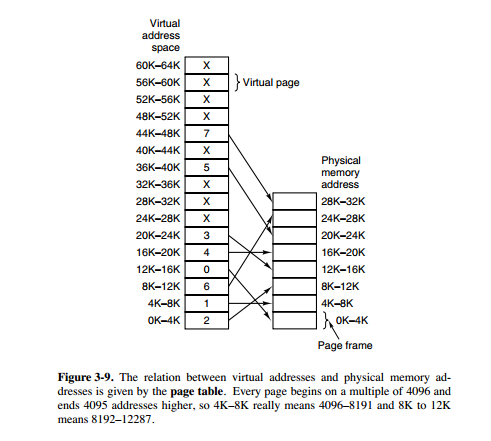 Virtual
address
space
60K–64K X
56K–60K X } Virtual page
52K–56K X
48K–52K X
44K–48K 7
40K–44K X
36K–40K 5
32K–36K X
28K–32K X
24K–28K X
20K–24K 3
16K–20K 4
12K–16K 0
8K–12K 6
4K–8K 1
0K–4K 2
Physical
memory
address
28K–32K
24K–28K
20K–24K
16K–20K
12K–16K
8K–12K
4K–8K
} 0K–4K
Page frame
Figure 3-9. The relation between virtual addresses and physical memory ad-
dresses is given by the page table. Every page begins on a multiple of 4096 and
ends 4095 addresses higher, so 4K–8K really means 4096–8191 and 8K to 12K
means 8192–12287.